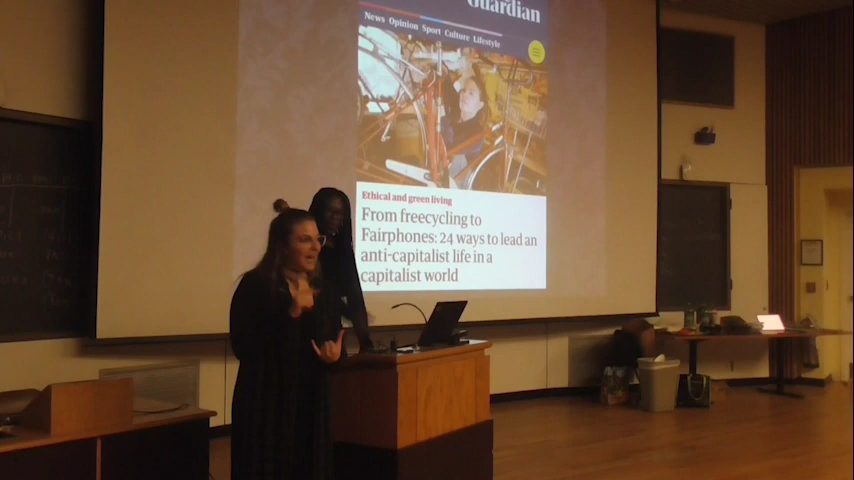 Guardian
News Opinion Sport Culture Lifestyle
Ethical and green living
From freecycling to
Fairphones: 24 ways to lead an
anti-capitalist life in a
capitalist world